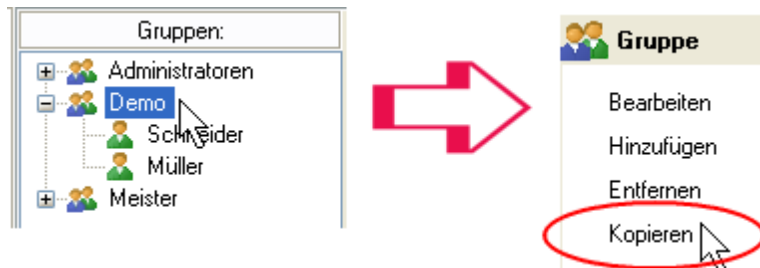 Gruppen:
Administratoren
Demo
Schneider
Müller
Meister
Gruppe
Bearbeiten
Hinzufügen
Entfernen
Kopieren